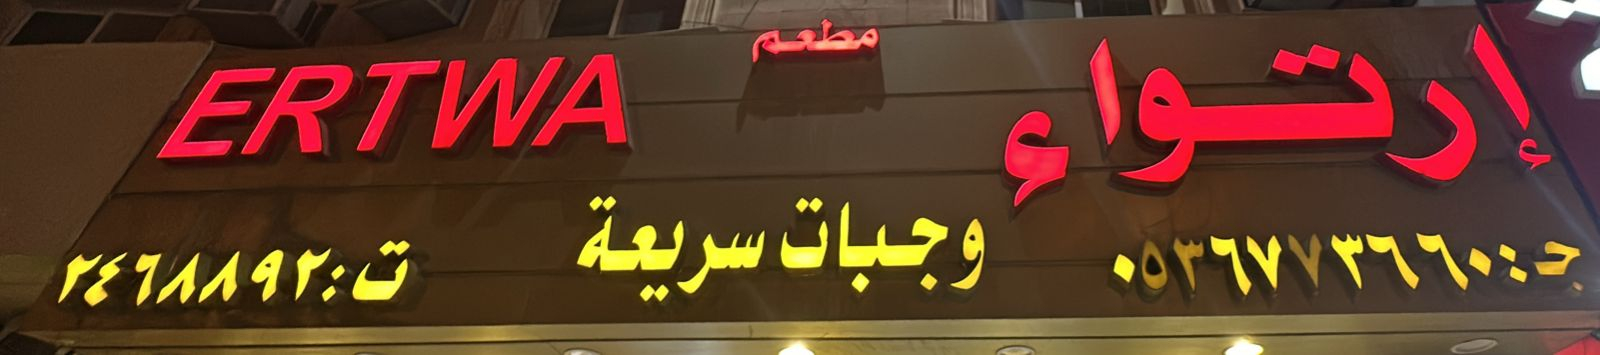 مطعم
إرتواء ERTWA
وجبات سريعة
ج: ٠٥٣٦٧٧٣٦٦٠
ت: ٢٤٦٨٨٩٢